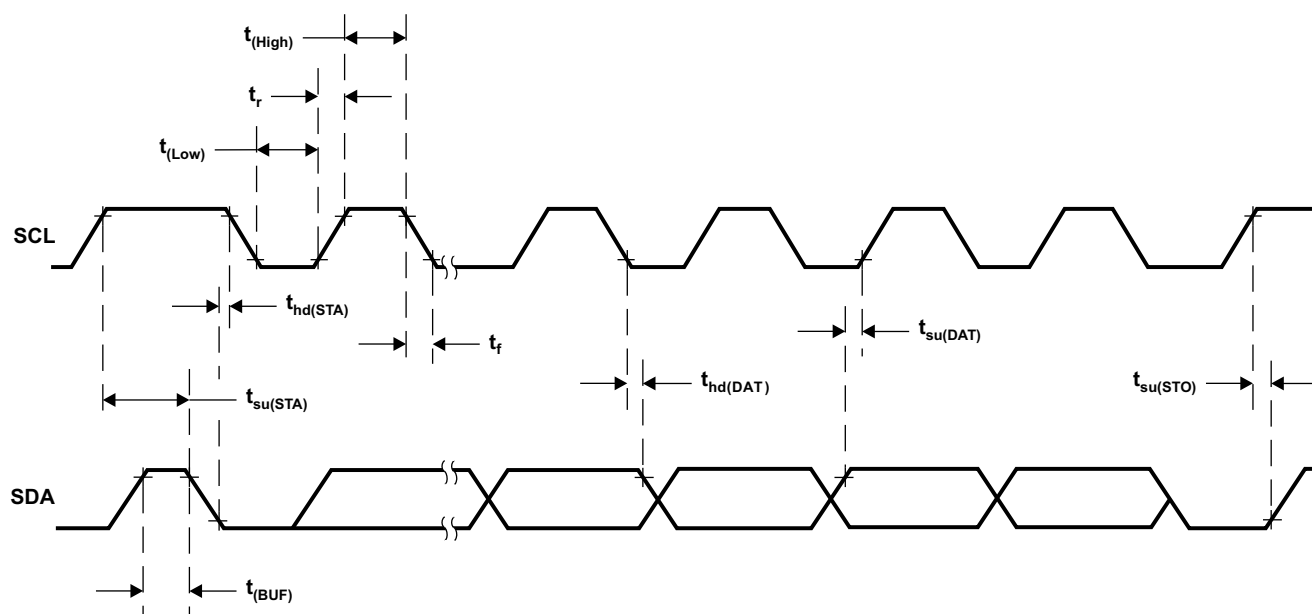 t(High)
tr
t(Low)
SCL
thd(STA)
tf
tsu(DAT)
thd(DAT)
tsu(STO)
tsu(STA)
SDA
t(BUF)